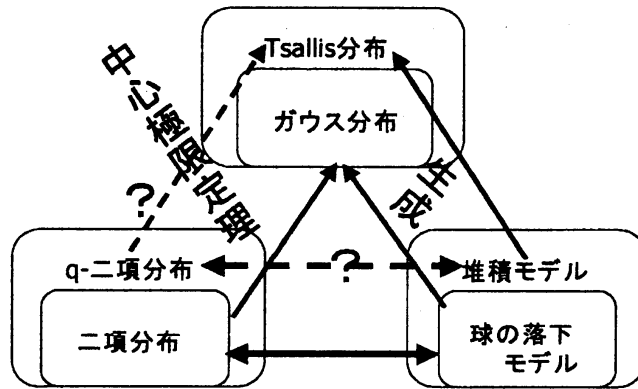 Tsallis分布
ガウス分布
中心極限定理
生成
?
q-二項分布
?
堆積モデル
二項分布
球の落下
モデル